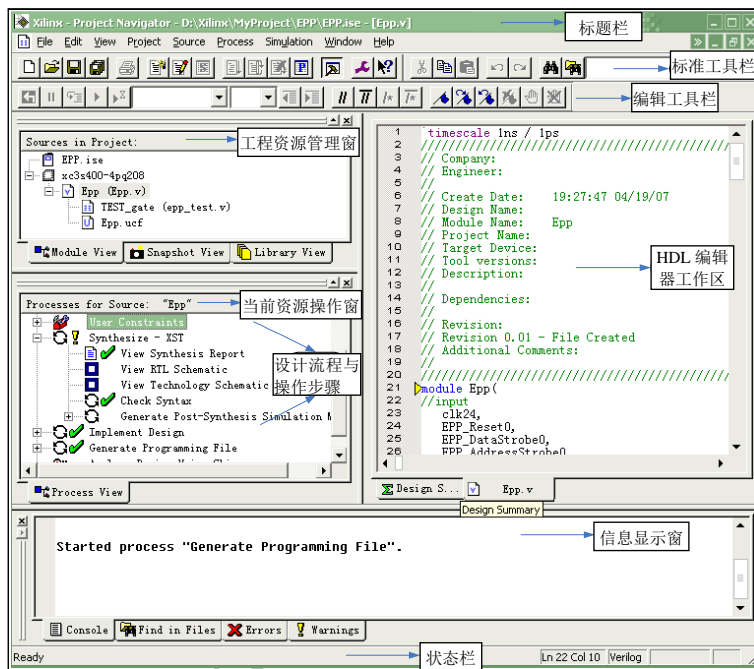 Xilinx - Project Navigator - D:\Xilinx\MyProject\EPP\EPP.ise - [Epp.v]
标题栏
File Edit View Project Source Process Simulation Window Help
标准工具栏
编辑工具栏
Sources in Project:
工程资源管理窗
EPP.ise
xc3s400-4pq208
Epp (Epp.v)
TEST_gate (epp_test.v)
Epp.ucf
Module View Snapshot View Library View
Processes for Source: "Epp"
当前资源操作窗
User Constraints
Synthesize - XST
View Synthesis Report
View RTL Schematic
View Technology Schematic
Check Syntax
Generate Post-Synthesis Simulation M
Implement Design
Generate Programming File
设计流程与
操作步骤
Process View
1 `timescale 1ns / 1ps
2 ////////////////////////////////////////
3 // Company:
4 // Engineer:
5 //
6 // Create Date: 19:27:47 04/19/07
7 // Design Name:
8 // Module Name: Epp
9 // Project Name:
10 // Target Device:
11 // Tool versions:
12 // Description:
13 //
14 // Dependencies:
15 //
16 // Revision:
17 // Revision 0.01 - File Created
18 // Additional Comments:
19 //
20 ////////////////////////////////////////
21 module Epp(
22 //input
23 clk24,
24 EPP_Reset0,
25 EPP_DataStrobe0,
26 EPP_AddressStrobe0
HDL 编辑
器工作区
Design S... Epp.v
Design Summary
Started process "Generate Programming File".
信息显示窗
Console Find in Files Errors Warnings
Ready
状态栏
Ln 22 Col 10 Verilog